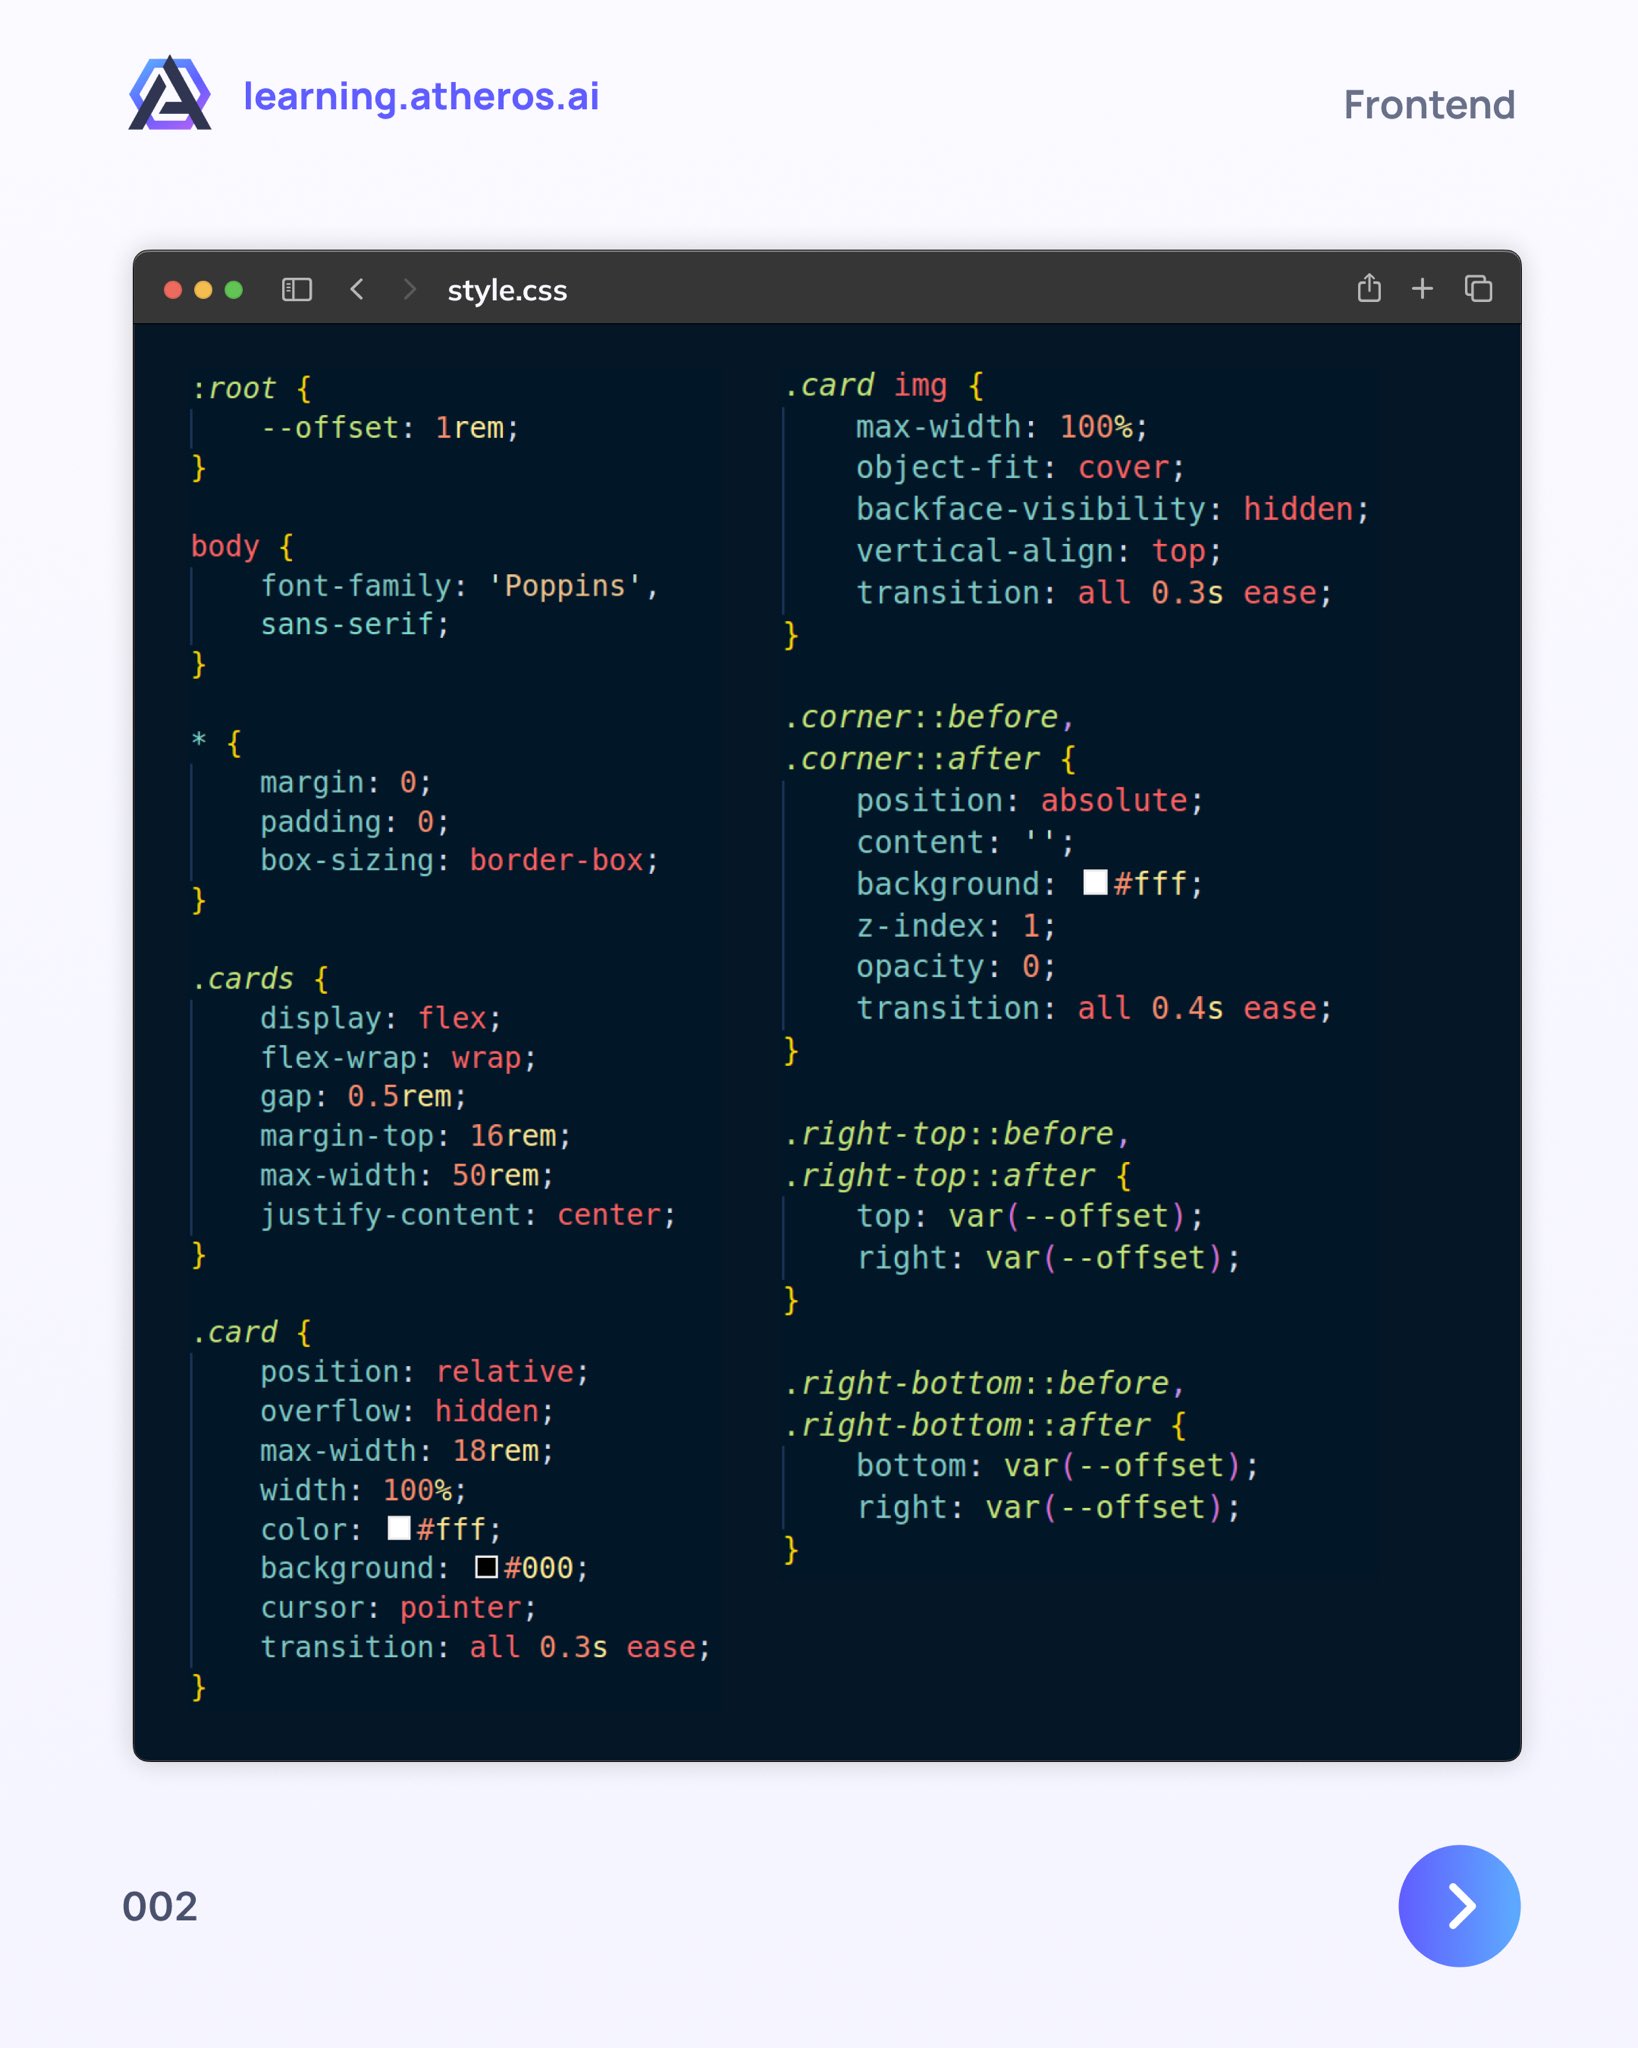 learning.atheros.ai
Frontend
style.css
:root {
    --offset: 1rem;
}
body {
    font-family: 'Poppins',
    sans-serif;
}
* {
    margin: 0;
    padding: 0;
    box-sizing: border-box;
}
.cards {
    display: flex;
    flex-wrap: wrap;
    gap: 0.5rem;
    margin-top: 16rem;
    max-width: 50rem;
    justify-content: center;
}
.card {
    position: relative;
    overflow: hidden;
    max-width: 18rem;
    width: 100%;
    color: #fff;
    background: #000;
    cursor: pointer;
    transition: all 0.3s ease;
}
.card img {
    max-width: 100%;
    object-fit: cover;
    backface-visibility: hidden;
    vertical-align: top;
    transition: all 0.3s ease;
}
.corner::before,
.corner::after {
    position: absolute;
    content: '';
    background: #fff;
    z-index: 1;
    opacity: 0;
    transition: all 0.4s ease;
}
.right-top::before,
.right-top::after {
    top: var(--offset);
    right: var(--offset);
}
.right-bottom::before,
.right-bottom::after {
    bottom: var(--offset);
    right: var(--offset);
}
002